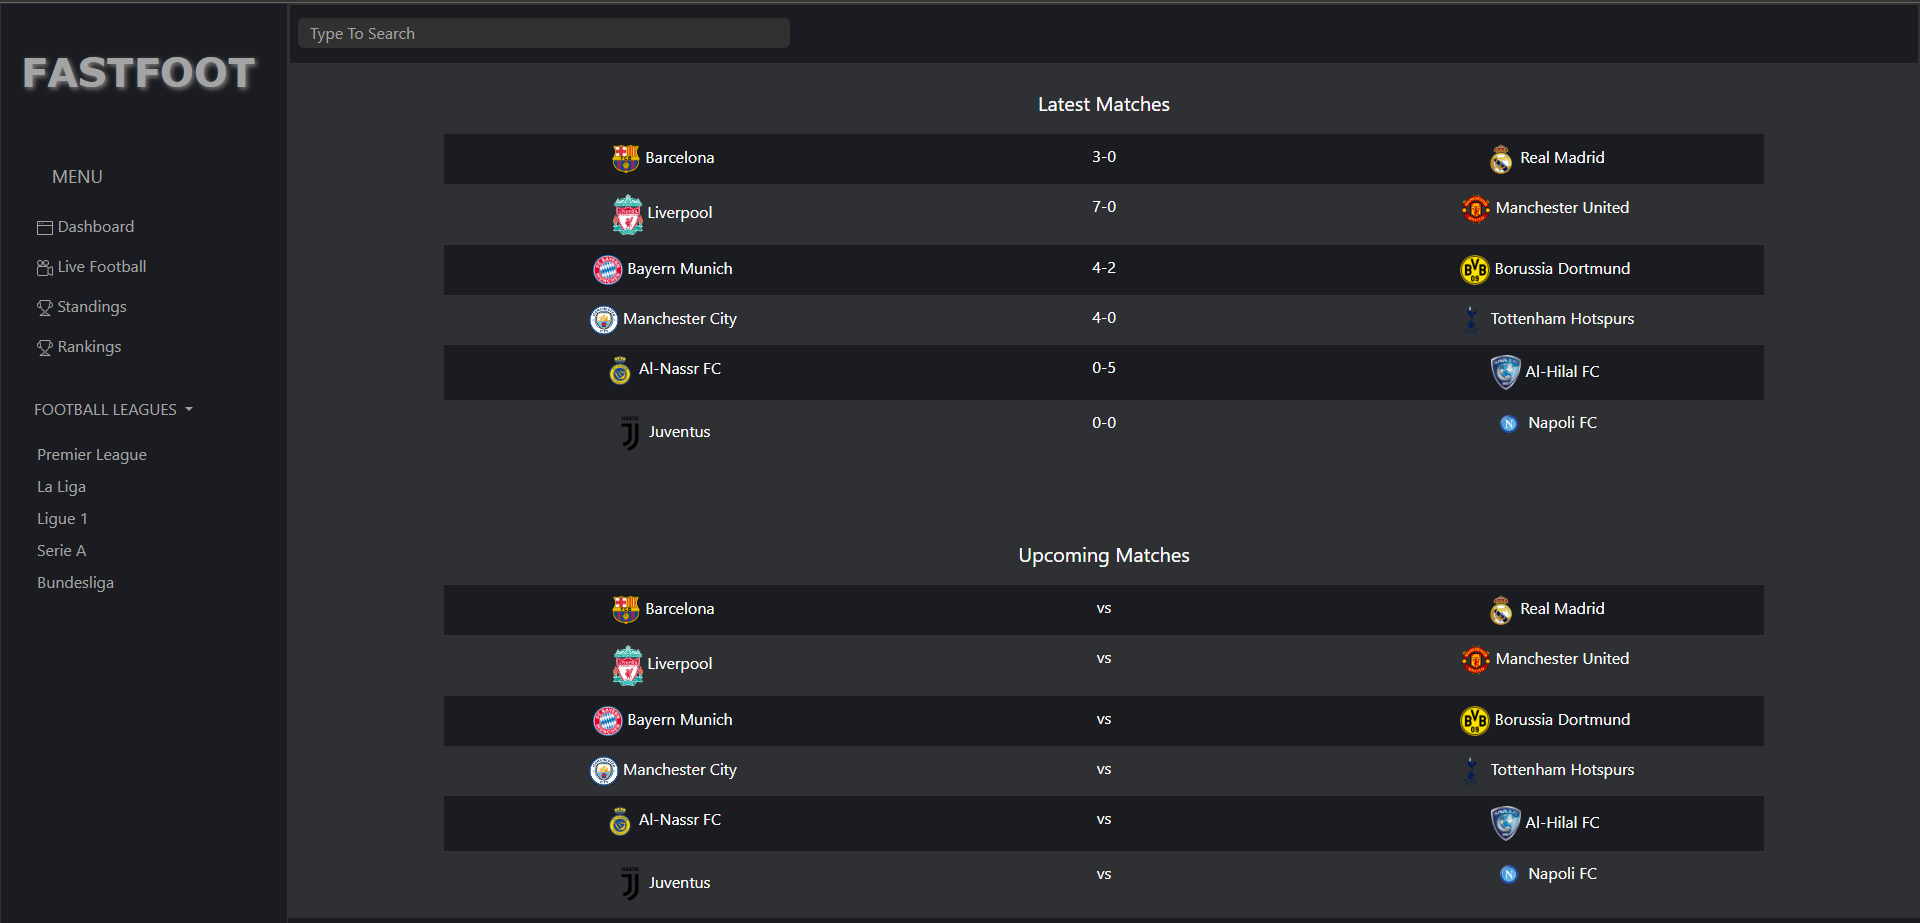 FASTFOOT
MENU
Dashboard
Live Football
Standings
Rankings
FOOTBALL LEAGUES
Premier League
La Liga
Ligue 1
Serie A
Bundesliga
Type To Search
Latest Matches
Barcelona 3-0 Real Madrid
Liverpool 7-0 Manchester United
Bayern Munich 4-2 Borussia Dortmund
Manchester City 4-0 Tottenham Hotspurs
Al-Nassr FC 0-5 Al-Hilal FC
Juventus 0-0 Napoli FC
Upcoming Matches
Barcelona vs Real Madrid
Liverpool vs Manchester United
Bayern Munich vs Borussia Dortmund
Manchester City vs Tottenham Hotspurs
Al-Nassr FC vs Al-Hilal FC
Juventus vs Napoli FC